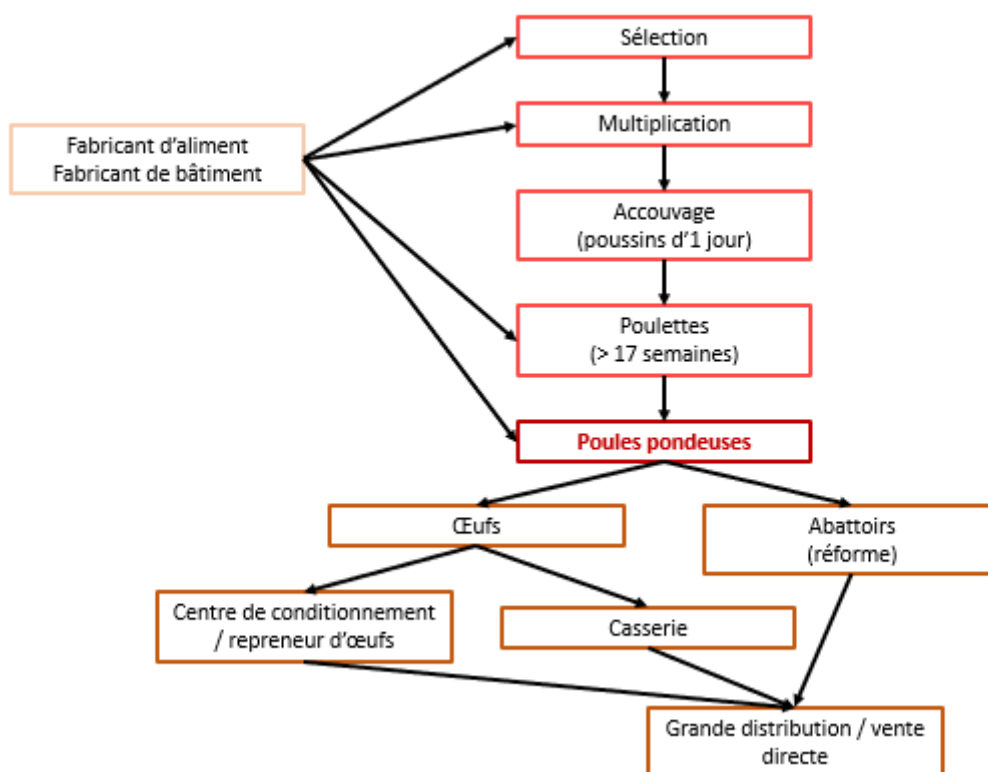 Sélection
Multiplication
Fabricant d'aliment
Fabricant de bâtiment
Accouvage
(poussins d'1 jour)
Poulettes
(> 17 semaines)
Poules pondeuses
Œufs
Abattoirs
(réforme)
Centre de conditionnement
/ repreneur d'œufs
Casserie
Grande distribution / vente
directe